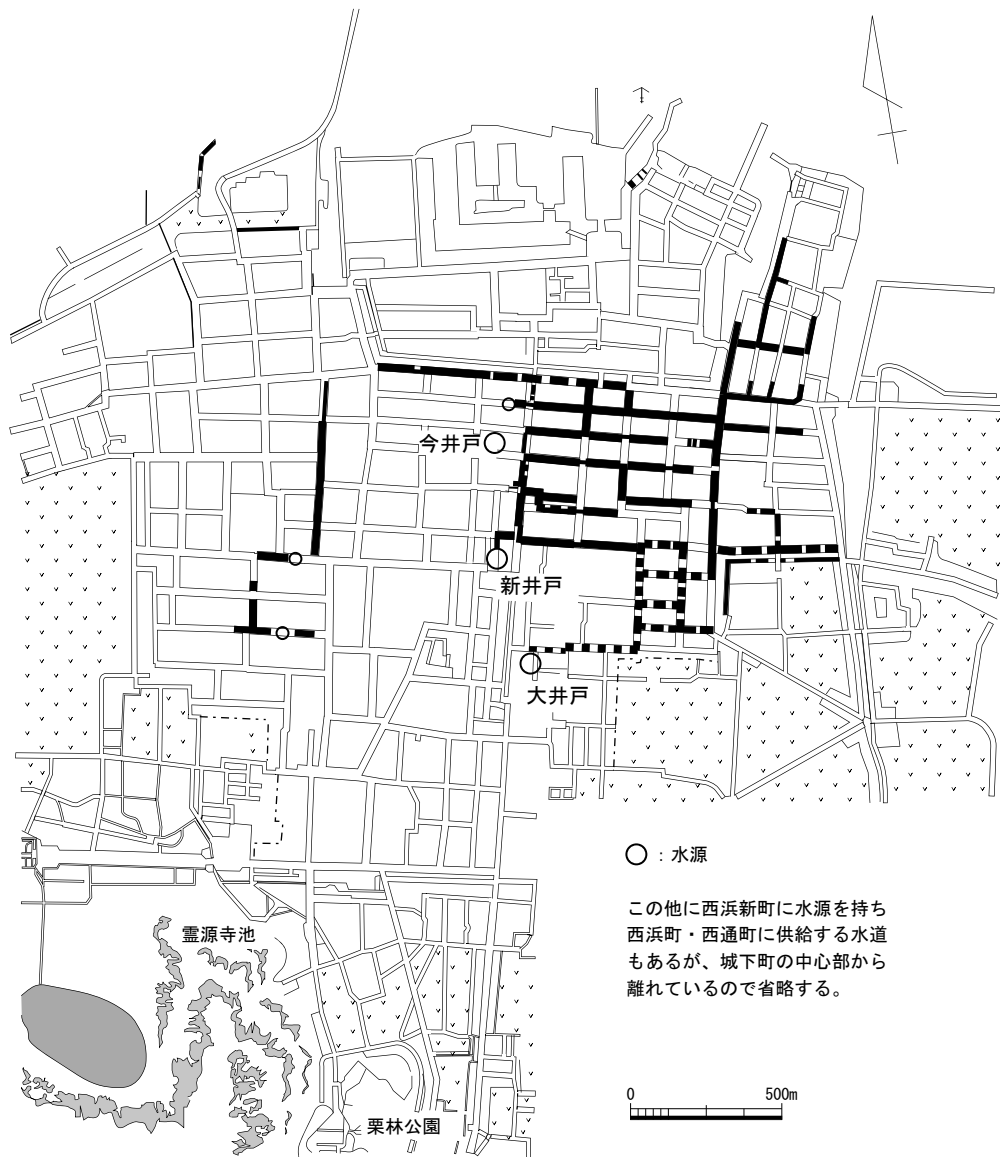 今井戸
新井戸
大井戸
○：水源
この他に西浜新町に水源を持ち
西浜町・西通町に供給する水道
もあるが、城下町の中心部から
離れているので省略する。
霊源寺池
栗林公園
0 500m